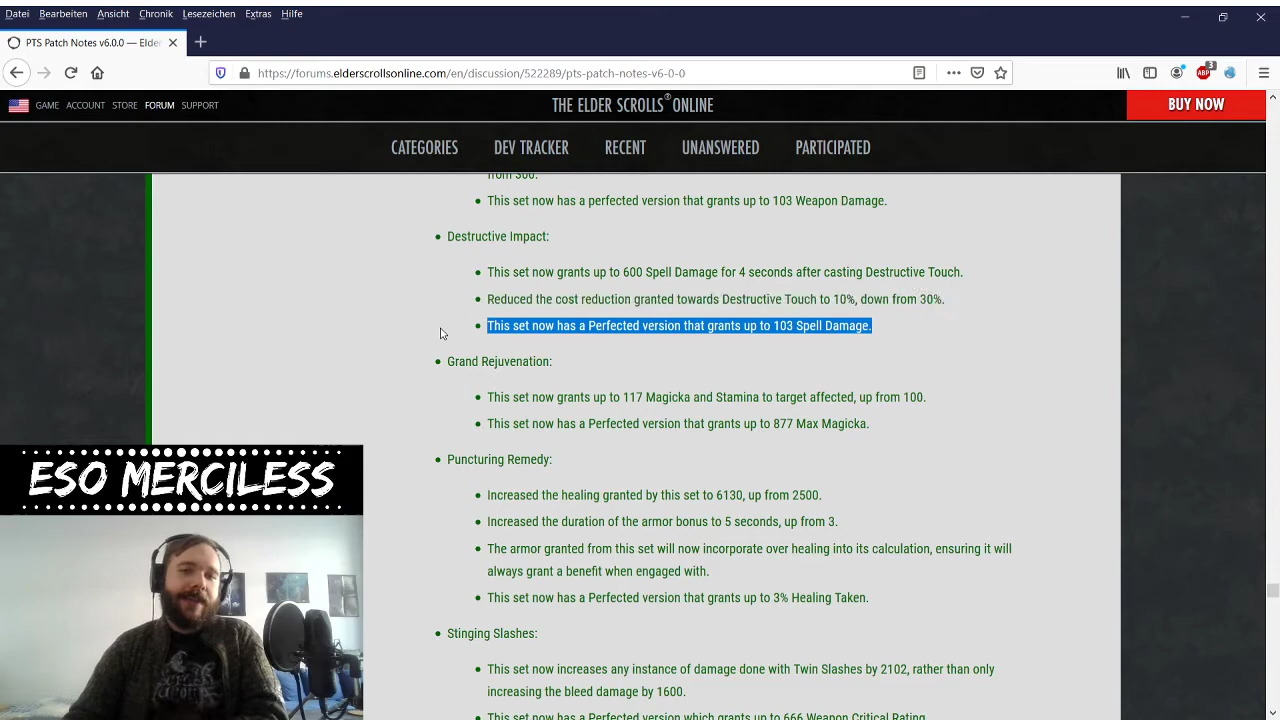 Datei Bearbeiten Ansicht Chronik Lesezeichen Extras Hilfe
PTS Patch Notes v6.0.0 — Elder
https://forums.elderscrollsonline.com/en/discussion/522289/pts-patch-notes-v6-0-0
ABP 3
GAME ACCOUNT STORE FORUM SUPPORT
THE ELDER SCROLLS® ONLINE
BUY NOW
CATEGORIES DEV TRACKER RECENT UNANSWERED PARTICIPATED
from 300.
This set now has a perfected version that grants up to 103 Weapon Damage.
Destructive Impact:
This set now grants up to 600 Spell Damage for 4 seconds after casting Destructive Touch.
Reduced the cost reduction granted towards Destructive Touch to 10%, down from 30%.
This set now has a Perfected version that grants up to 103 Spell Damage.
Grand Rejuvenation:
This set now grants up to 117 Magicka and Stamina to target affected, up from 100.
This set now has a Perfected version that grants up to 877 Max Magicka.
Puncturing Remedy:
Increased the healing granted by this set to 6130, up from 2500.
Increased the duration of the armor bonus to 5 seconds, up from 3.
The armor granted from this set will now incorporate over healing into its calculation, ensuring it will
always grant a benefit when engaged with.
This set now has a Perfected version that grants up to 3% Healing Taken.
Stinging Slashes:
This set now increases any instance of damage done with Twin Slashes by 2102, rather than only
increasing the bleed damage by 1600.
This set now has a Perfected version which grants up to 666 Weapon Critical Rating.
ESO MERCILESS